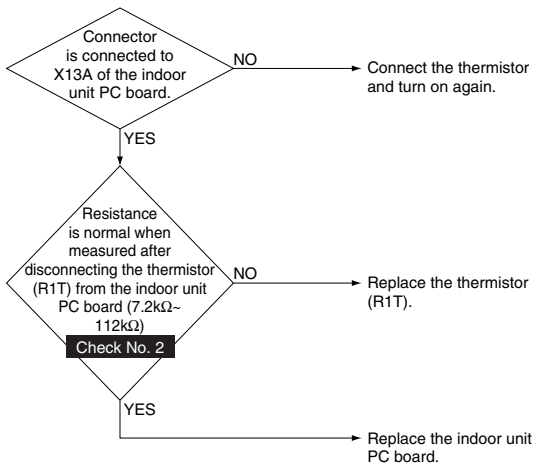 Connector
is connected to
X13A of the indoor
unit PC board.
NO
Connect the thermistor
and turn on again.
YES
Resistance
is normal when
measured after
disconnecting the thermistor
(R1T) from the indoor unit
PC board (7.2kΩ~
112kΩ)
Check No. 2
NO
Replace the thermistor
(R1T).
YES
Replace the indoor unit
PC board.